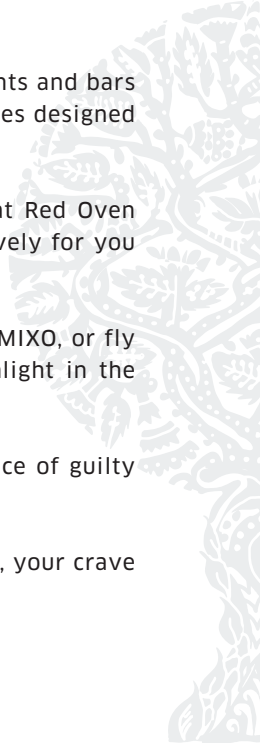 nts and bars
es designed
at Red Oven
vely for you
MIXO, or fly
light in the
ce of guilty
, your crave